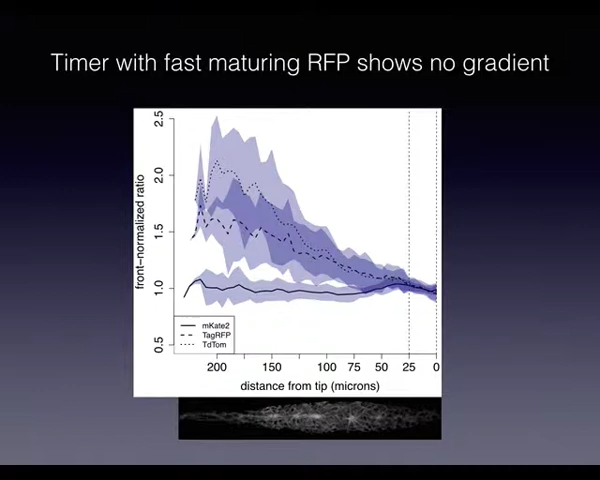 Timer with fast maturing RFP shows no gradient
2.5
2.0
1.5
1.0
0.5
front-normalized ratio
mKate2
TagRFP
TdTom
200 150 100 75 50 25 0
distance from tip (microns)